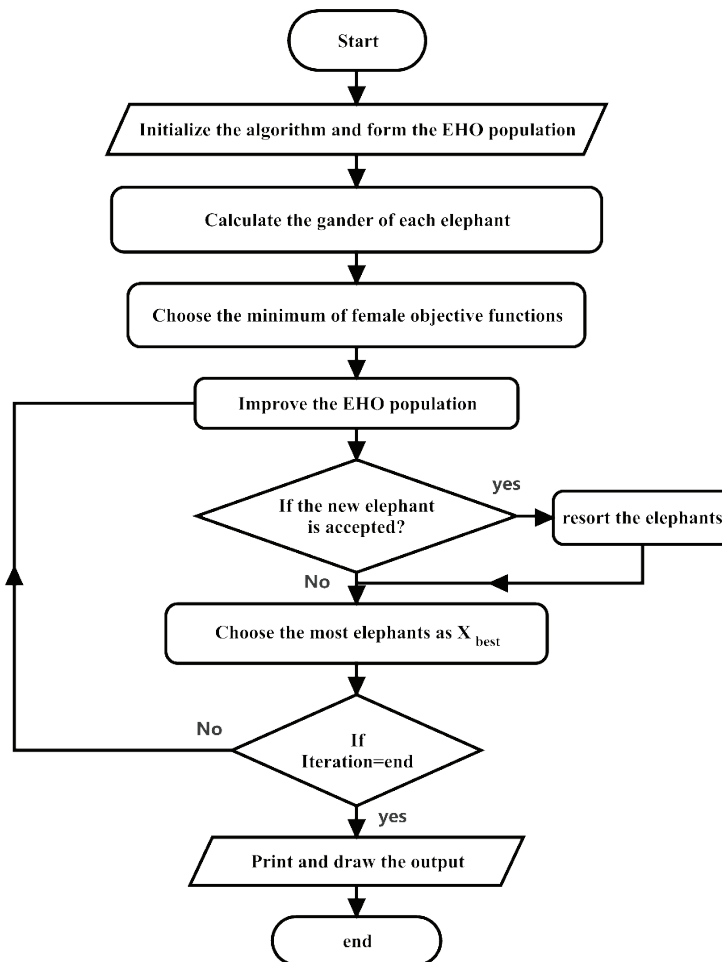 Start
Initialize the algorithm and form the EHO population
Calculate the gander of each elephant
Choose the minimum of female objective functions
Improve the EHO population
If the new elephant
is accepted?
yes
resort the elephants
No
Choose the most elephants as X best
No
If
Iteration=end
yes
Print and draw the output
end